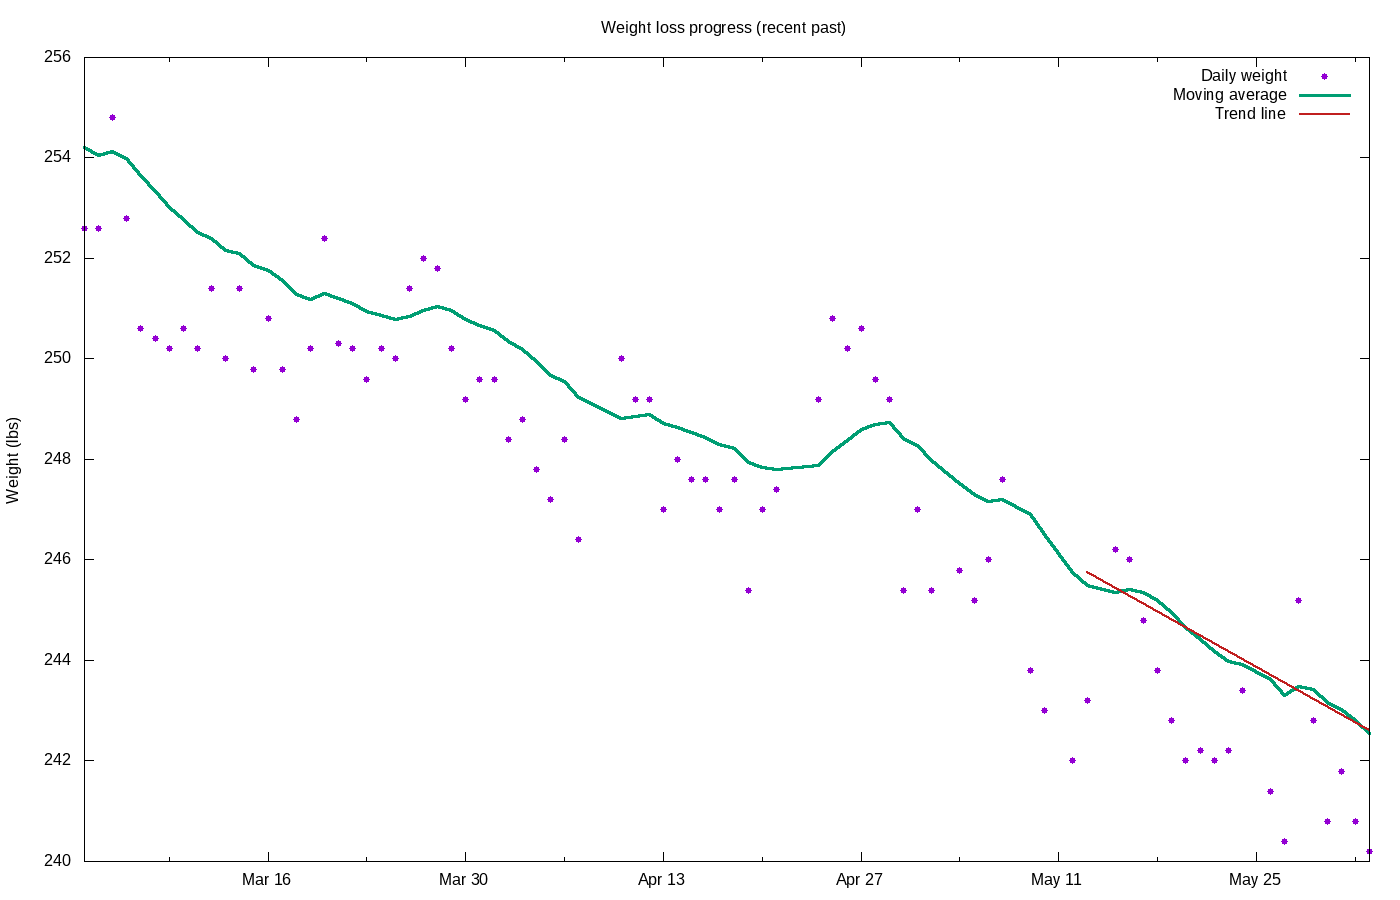 Weight loss progress (recent past)
Daily weight
Moving average
Trend line
Weight (lbs)
256
254
252
250
248
246
244
242
240
Mar 16
Mar 30
Apr 13
Apr 27
May 11
May 25